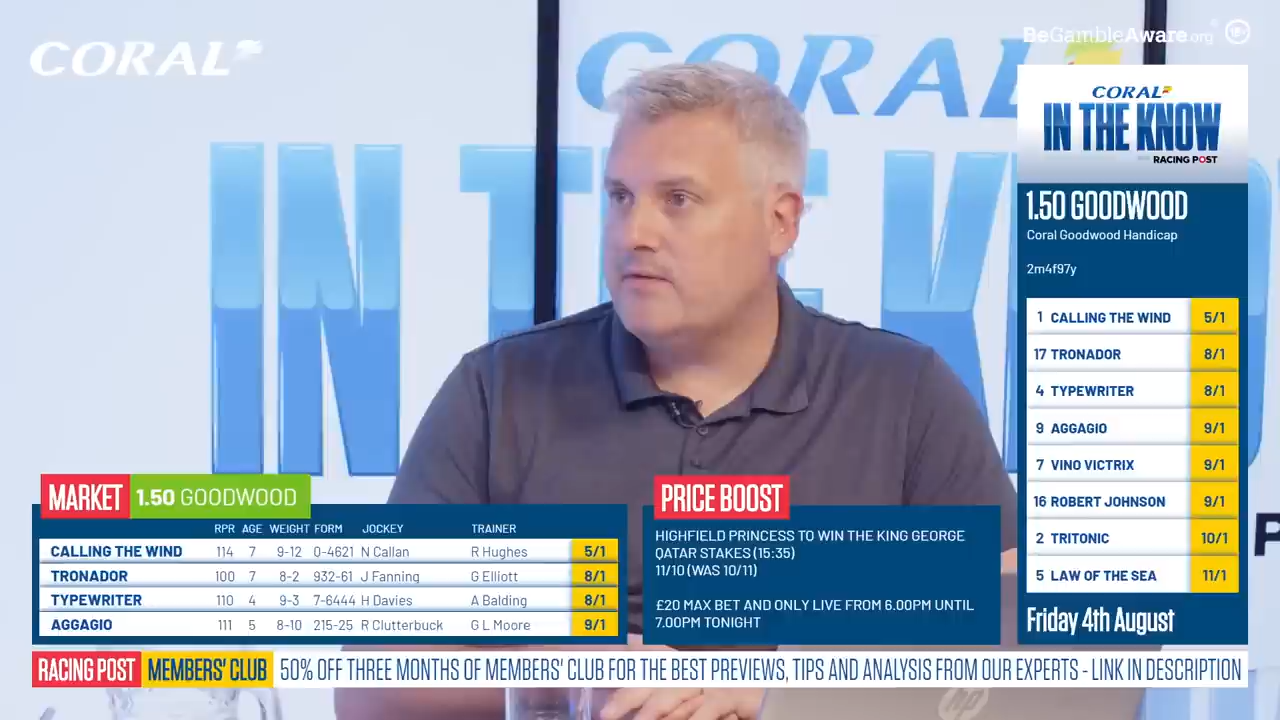 CORAL
BeGambleAware.org 18+
CORAL
IN THE KNOW
CORAL
IN THE KNOW
WITH RACING POST
1.50 GOODWOOD
Coral Goodwood Handicap
2m4f97y
1 CALLING THE WIND 5/1
17 TRONADOR 8/1
4 TYPEWRITER 8/1
9 AGGAGIO 9/1
7 VINO VICTRIX 9/1
16 ROBERT JOHNSON 9/1
2 TRITONIC 10/1
5 LAW OF THE SEA 11/1
Friday 4th August
MARKET 1.50 GOODWOOD
RPR AGE WEIGHT FORM JOCKEY TRAINER
CALLING THE WIND 114 7 9-12 0-4621 N Callan R Hughes 5/1
TRONADOR 100 7 8-2 932-61 J Fanning G Elliott 8/1
TYPEWRITER 110 4 9-3 7-6444 H Davies A Balding 8/1
AGGAGIO 111 5 8-10 215-25 R Clutterbuck G L Moore 9/1
PRICE BOOST
HIGHFIELD PRINCESS TO WIN THE KING GEORGE
QATAR STAKES (15:35)
11/10 (WAS 10/11)
£20 MAX BET AND ONLY LIVE FROM 6.00PM UNTIL
7.00PM TONIGHT
hp
RACING POST MEMBERS' CLUB 50% OFF THREE MONTHS OF MEMBERS' CLUB FOR THE BEST PREVIEWS, TIPS AND ANALYSIS FROM OUR EXPERTS - LINK IN DESCRIPTION